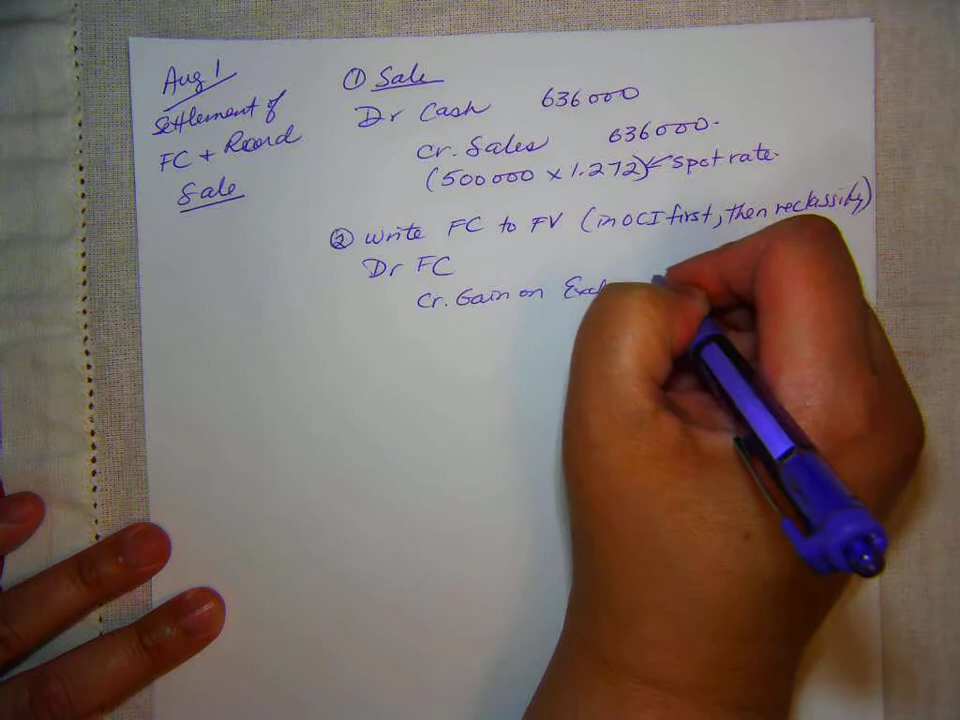 Aug 1
Settlement of
FC + Record
Sale
① Sale
Dr Cash 636000
Cr. Sales 636000.
(500000 x 1.272) ← Spot rate.
② Write FC to FV (in OCI first, then reclassify)
Dr FC
Cr. Gain on Exch